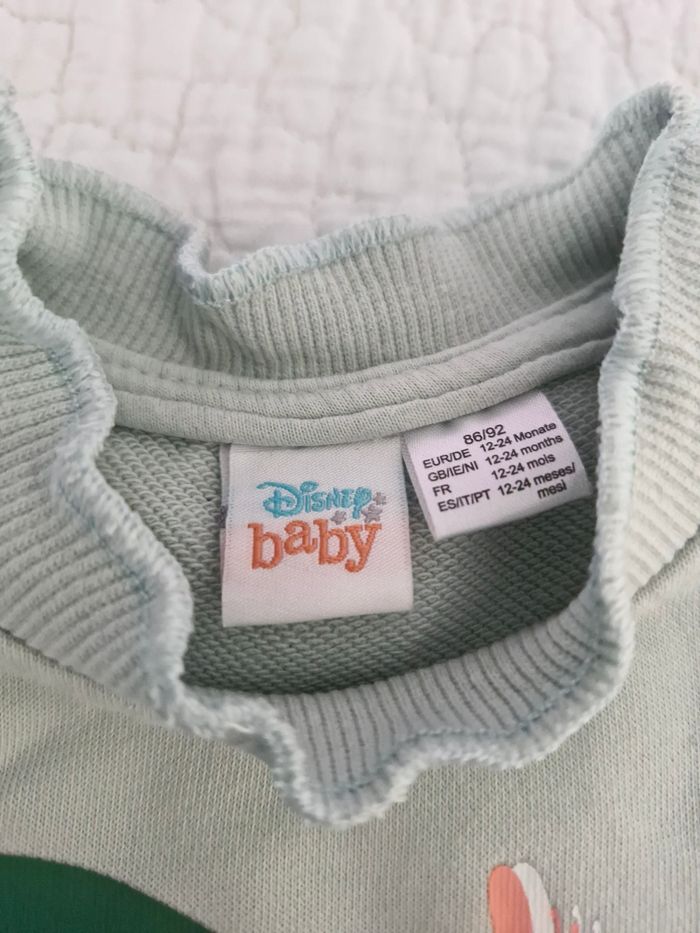 Disney
baby
86/92
EUR/DE 12-24 Monate
GB/IE/NI 12-24 months
FR 12-24 mois
ES/IT/PT 12-24 meses/
mesi